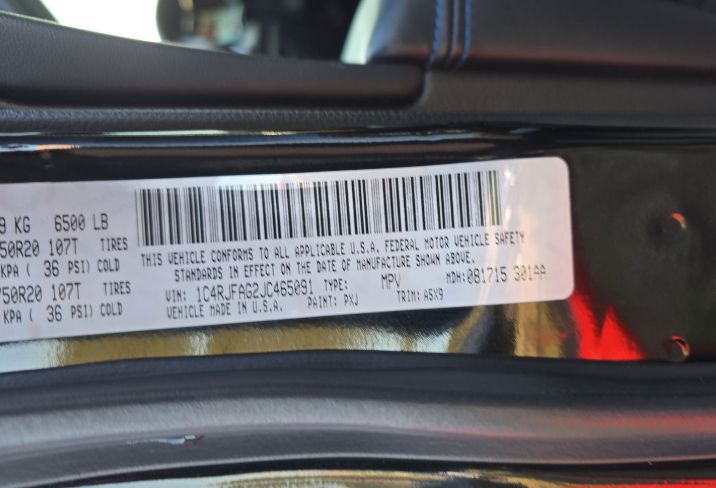 9 KG 6500 LB
50R20 107T TIRES
KPA ( 36 PSI) COLD
50R20 107T TIRES
KPA ( 36 PSI) COLD
THIS VEHICLE CONFORMS TO ALL APPLICABLE U.S.A. FEDERAL MOTOR VEHICLE SAFETY
STANDARDS IN EFFECT ON THE DATE OF MANUFACTURE SHOWN ABOVE.
VIN: 1C4RJFAG2JC465091 TYPE: MPV MDH: 081715 301AA
VEHICLE MADE IN U.S.A. PAINT: PXJ TRIM: A5X9